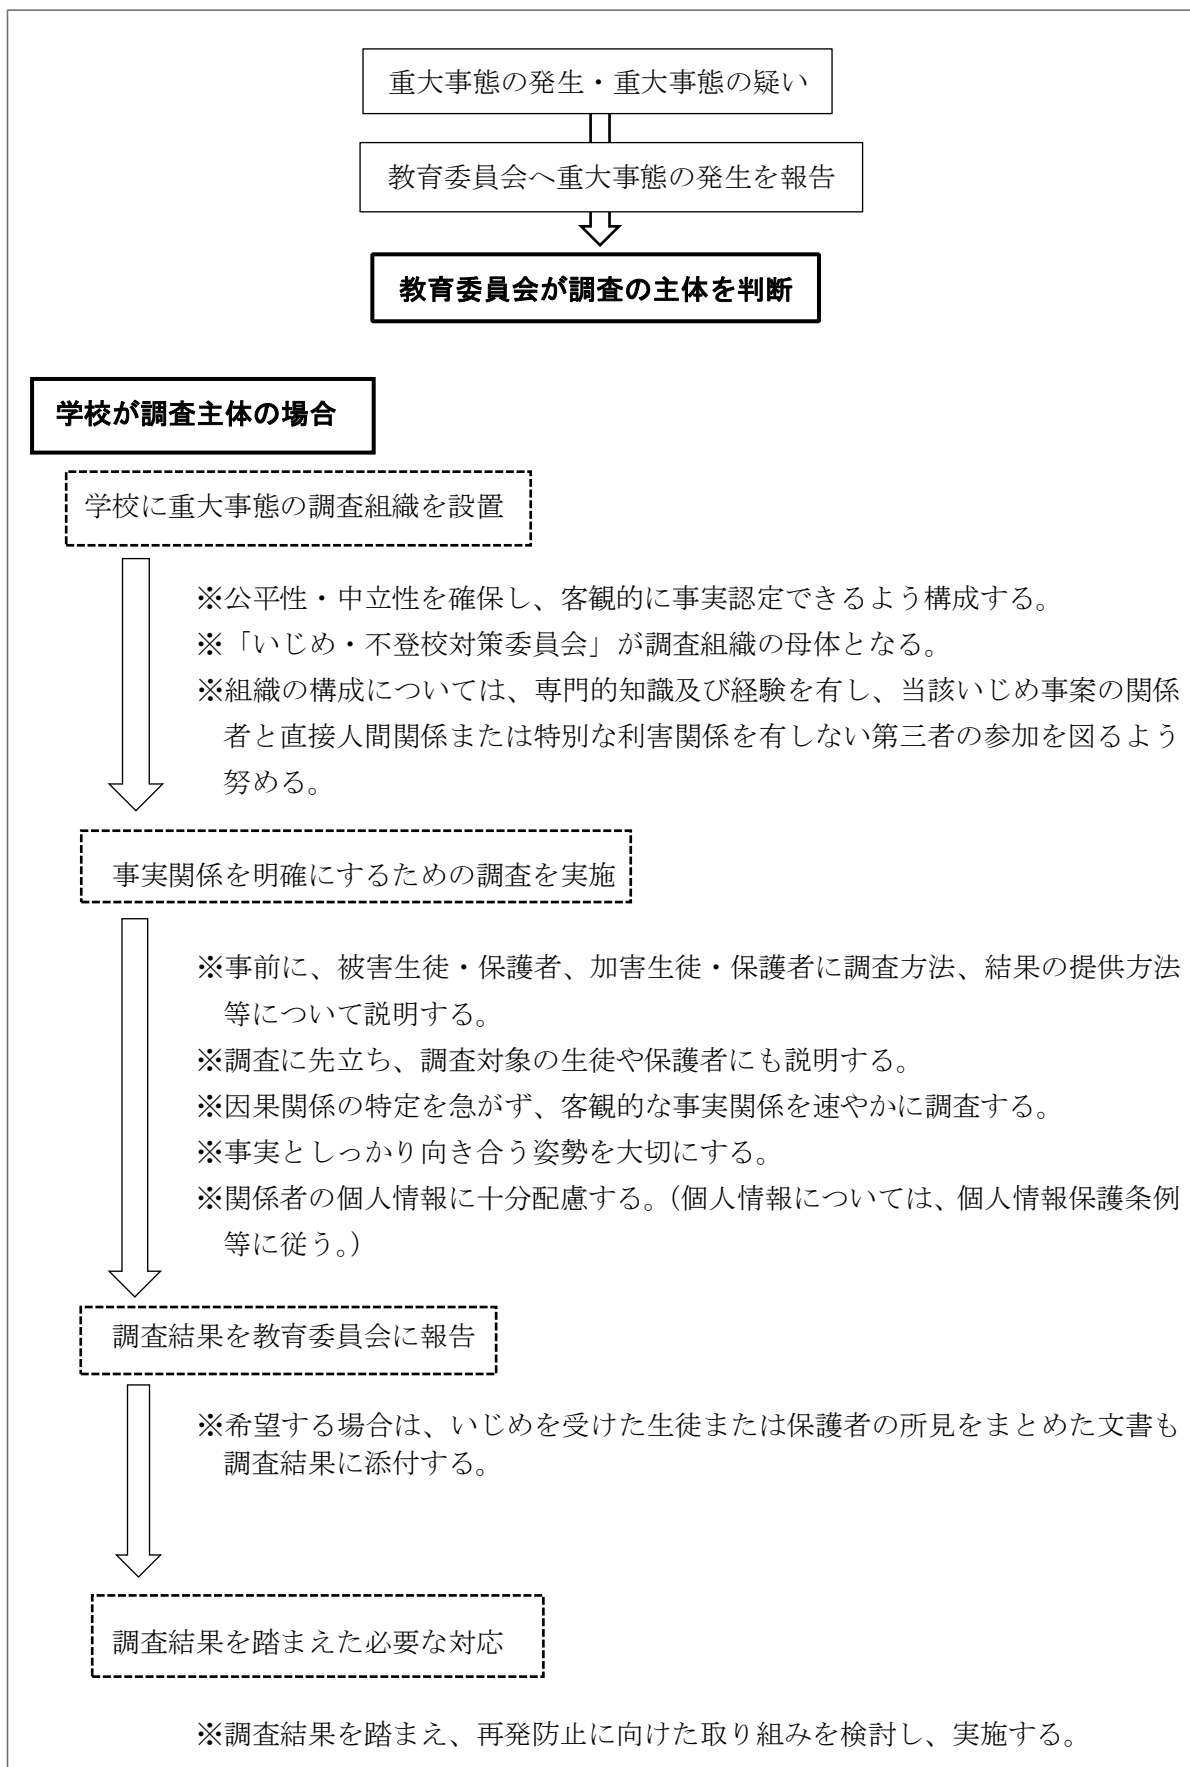 重大事態の発生・重大事態の疑い
教育委員会へ重大事態の発生を報告
教育委員会が調査の主体を判断
学校が調査主体の場合
学校に重大事態の調査組織を設置
※公平性・中立性を確保し、客観的に事実認定できるよう構成する。
※「いじめ・不登校対策委員会」が調査組織の母体となる。
※組織の構成については、専門的知識及び経験を有し、当該いじめ事案の関係
者と直接人間関係または特別な利害関係を有しない第三者の参加を図るよう
努める。
事実関係を明確にするための調査を実施
※事前に、被害生徒・保護者、加害生徒・保護者に調査方法、結果の提供方法
等について説明する。
※調査に先立ち、調査対象の生徒や保護者にも説明する。
※因果関係の特定を急がず、客観的な事実関係を速やかに調査する。
※事実としっかり向き合う姿勢を大切にする。
※関係者の個人情報に十分配慮する。（個人情報については、個人情報保護条例
等に従う。）
調査結果を教育委員会に報告
※希望する場合は、いじめを受けた生徒または保護者の所見をまとめた文書も
調査結果に添付する。
調査結果を踏まえた必要な対応
※調査結果を踏まえ、再発防止に向けた取り組みを検討し、実施する。